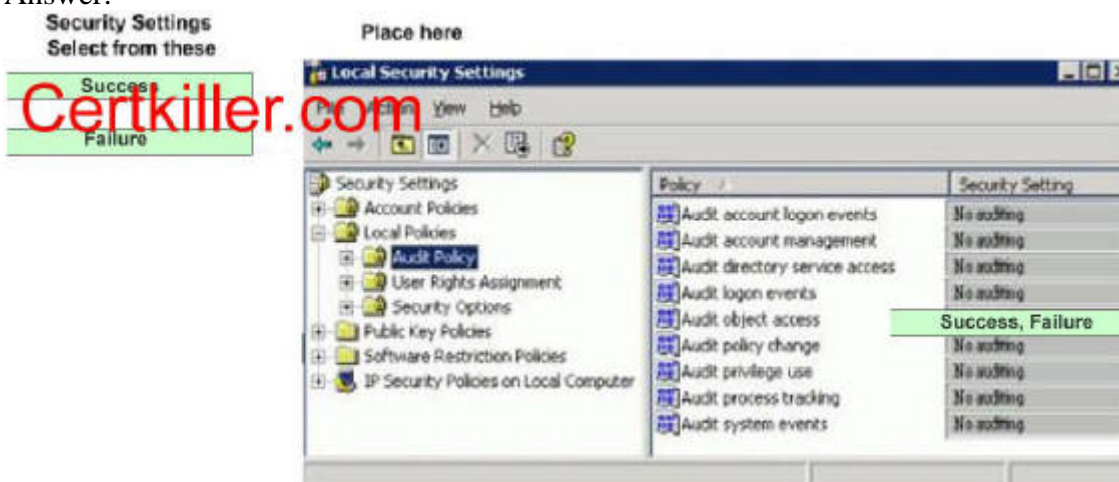 Answer:
Security Settings
Select from these
Place here
Success
Failure
Certkiller.com
Local Security Settings
View Help
Security Settings
Account Policies
Local Policies
Audit Policy
User Rights Assignment
Security Options
Public Key Policies
Software Restriction Policies
IP Security Policies on Local Computer
Policy Security Setting
Audit account logon events No auditing
Audit account management No auditing
Audit directory service access No auditing
Audit logon events No auditing
Audit object access Success, Failure
Audit policy change No auditing
Audit privilege use No auditing
Audit process tracking No auditing
Audit system events No auditing